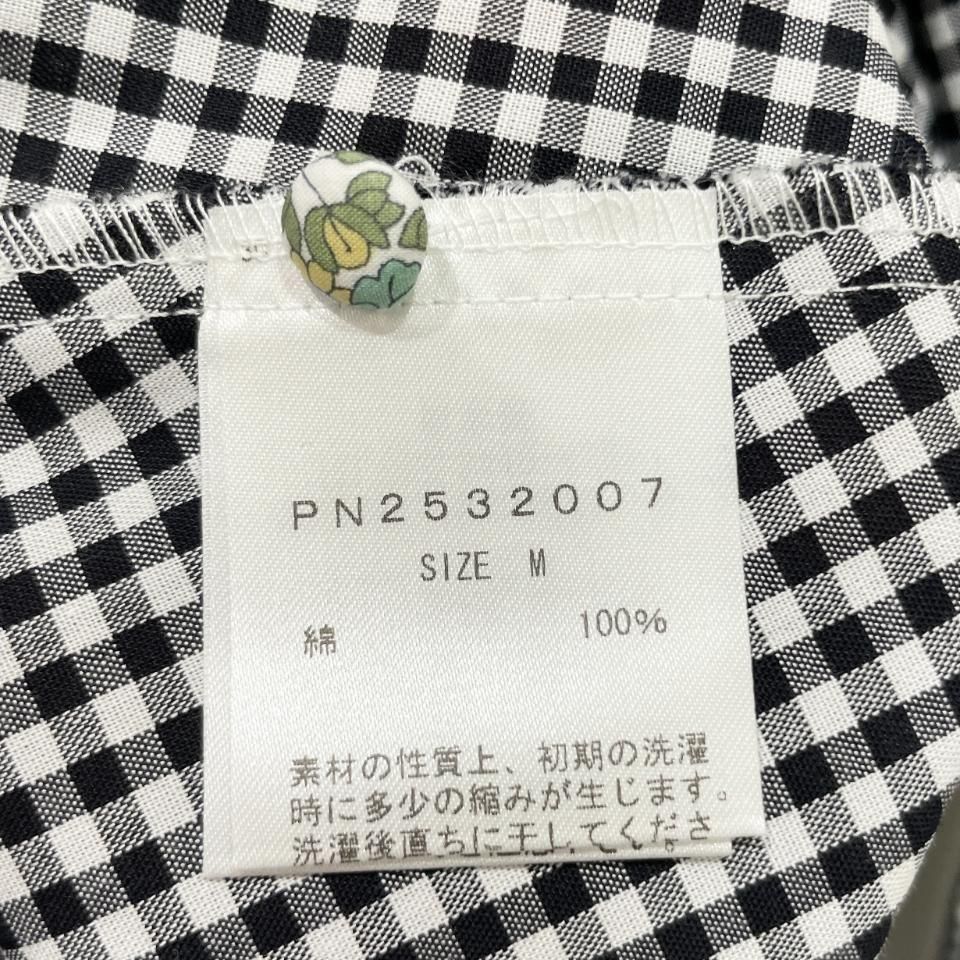 PN2532007
SIZE M
綿 100%
素材の性質上、初期の洗濯
時に多少の縮みが生じます。
洗濯後直ちに干してくださ